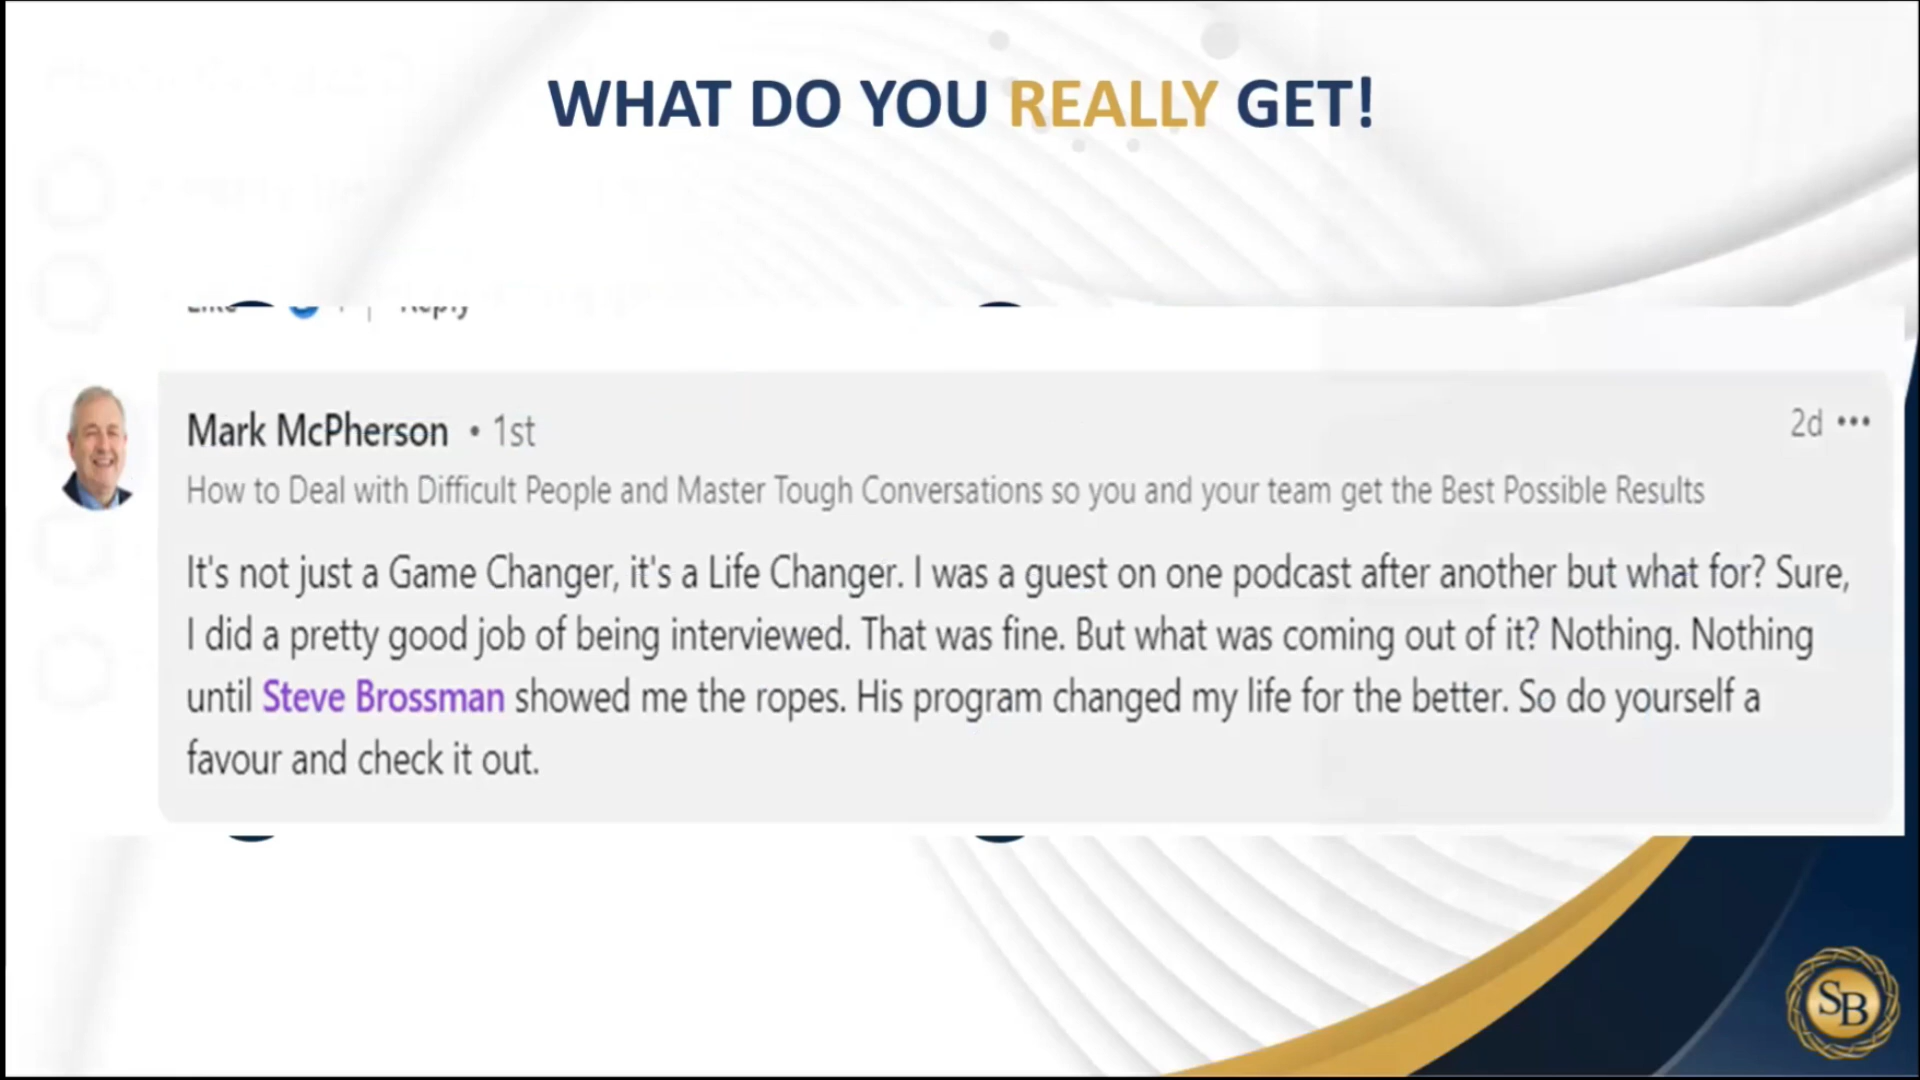 WHAT DO YOU REALLY GET!
Like | Reply
Mark McPherson • 1st
2d •••
How to Deal with Difficult People and Master Tough Conversations so you and your team get the Best Possible Results
It's not just a Game Changer, it's a Life Changer. I was a guest on one podcast after another but what for? Sure,
I did a pretty good job of being interviewed. That was fine. But what was coming out of it? Nothing. Nothing
until Steve Brossman showed me the ropes. His program changed my life for the better. So do yourself a
favour and check it out.
SB